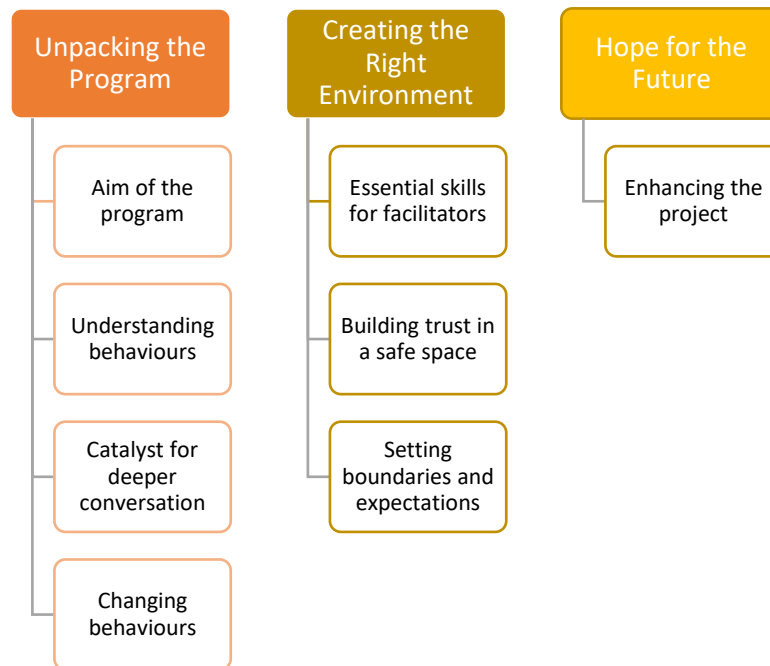 Unpacking the
Program
Aim of the
program
Understanding
behaviours
Catalyst for
deeper
conversation
Changing
behaviours
Creating the
Right
Environment
Essential skills
for facilitators
Building trust in
a safe space
Setting
boundaries and
expectations
Hope for the
Future
Enhancing the
project